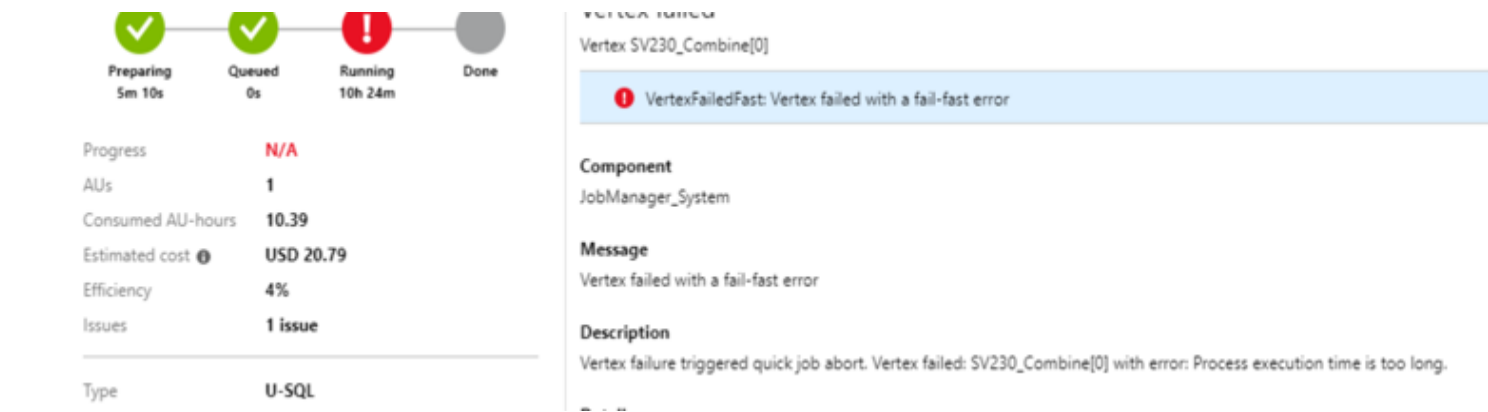 Preparing Queued Running Done
5m 10s 0s 10h 24m
Progress N/A
AUs 1
Consumed AU-hours 10.39
Estimated cost USD 20.79
Efficiency 4%
Issues 1 issue
Type U-SQL
Vertex failed
Vertex SV230_Combine[0]
VertexFailedFast: Vertex failed with a fail-fast error
Component
JobManager_System
Message
Vertex failed with a fail-fast error
Description
Vertex failure triggered quick job abort. Vertex failed: SV230_Combine[0] with error: Process execution time is too long.